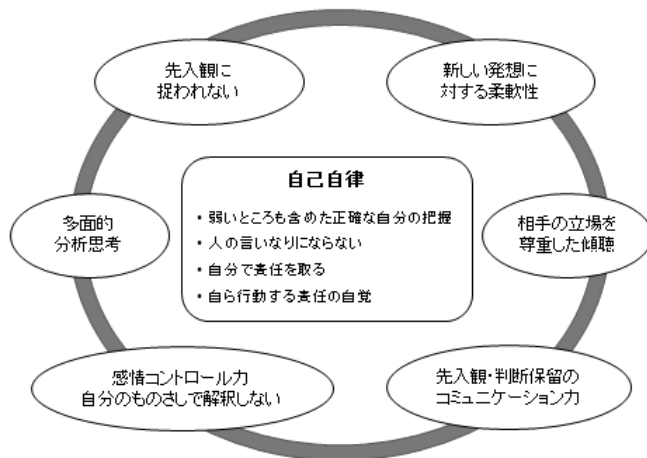 先入観に
捉われない
新しい発想に
対する柔軟性
多面的
分析思考
自己自律
・弱いところも含めた正確な自分の把握
・人の言いなりにならない
・自分で責任を取る
・自ら行動する責任の自覚
相手の立場を
尊重した傾聴
感情コントロール力
自分のものさしで解釈しない
先入観・判断保留の
コミュニケーション力